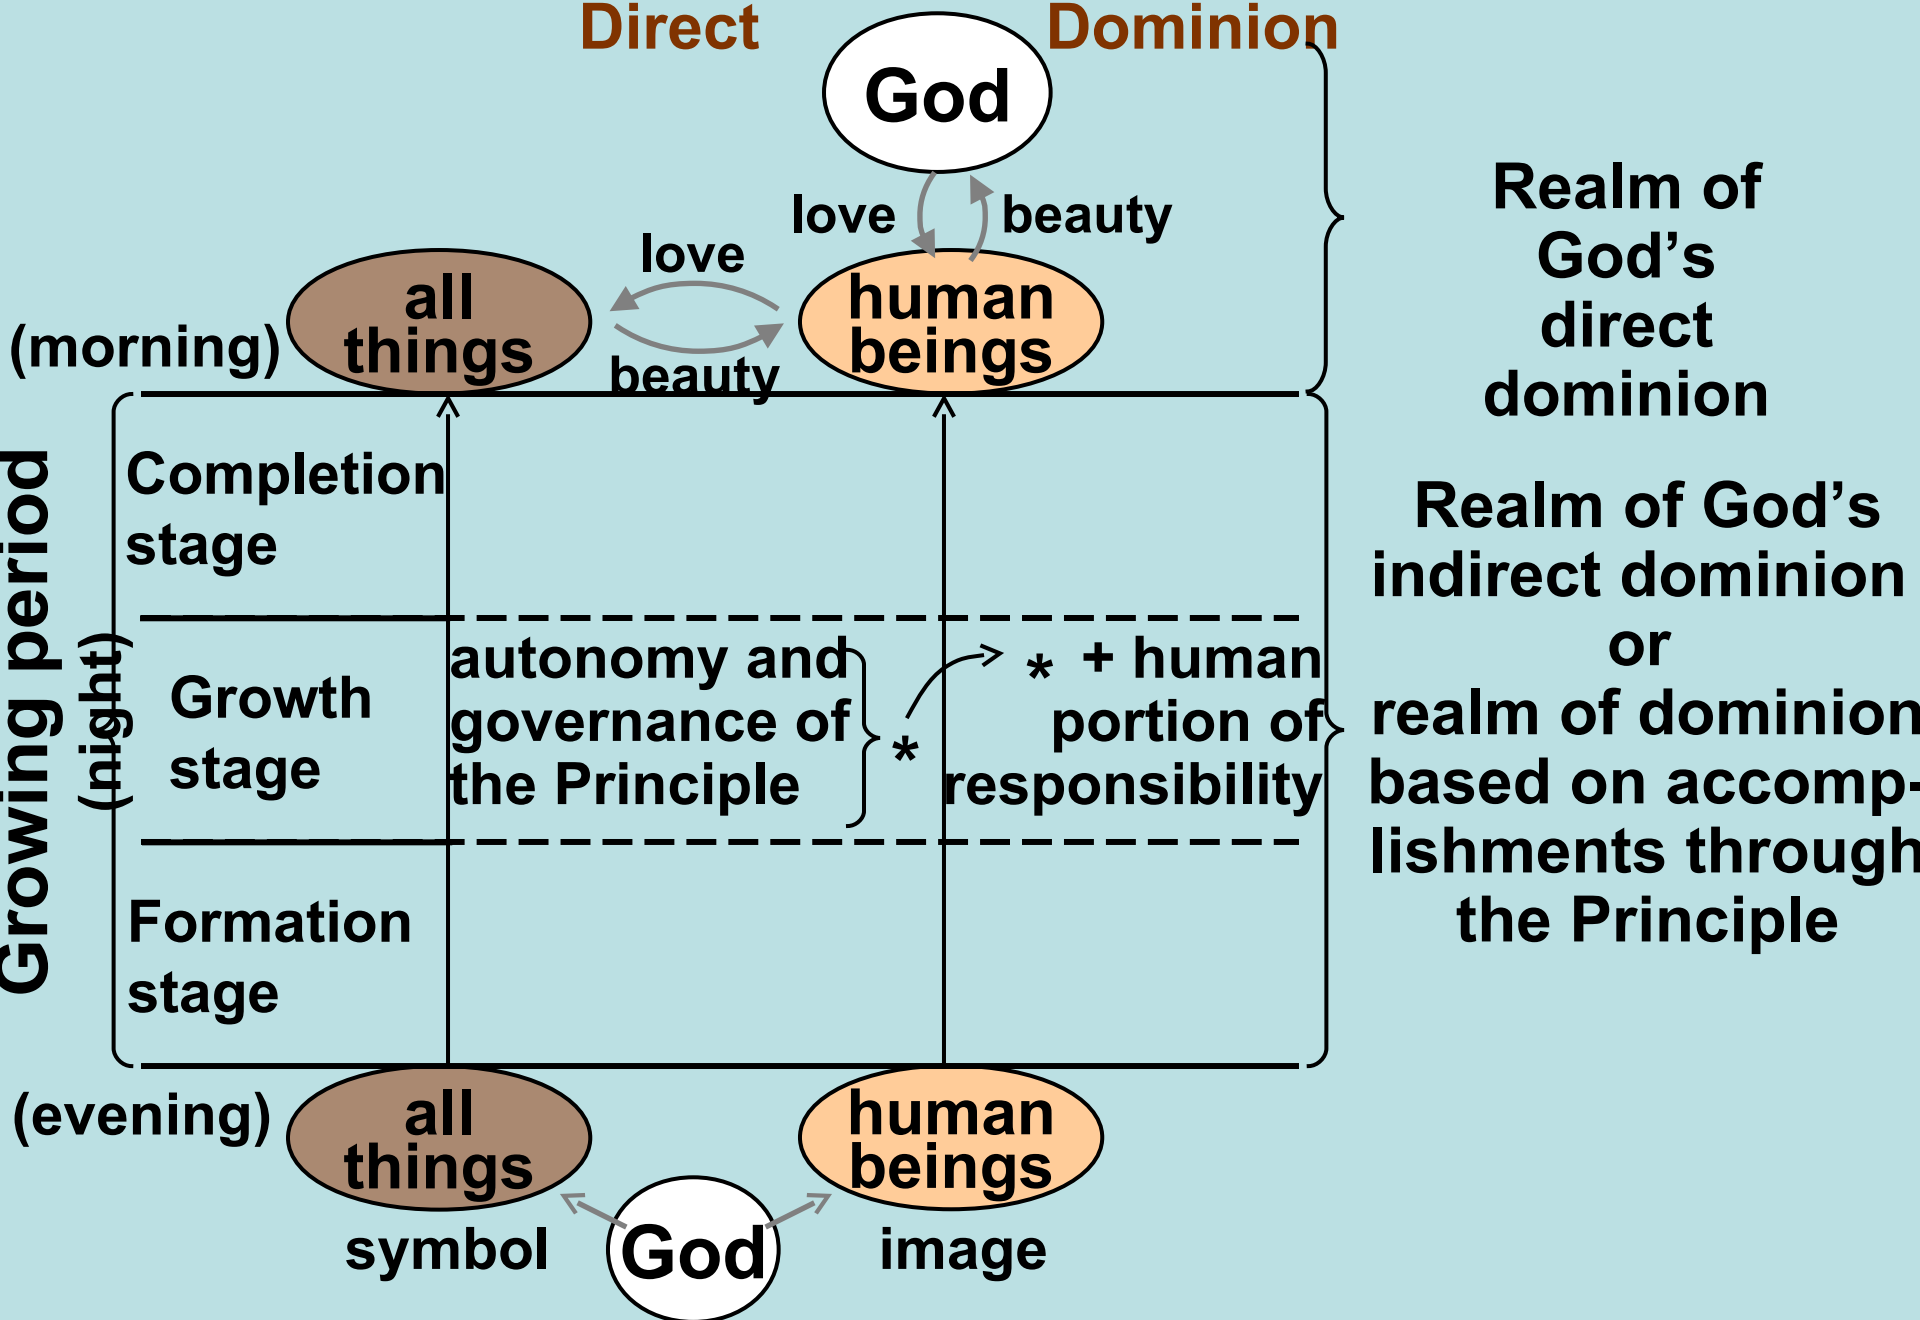 Direct Dominion
God
love beauty
love
all
things
human
beings
(morning)
beauty
Realm of
God’s
direct
dominion
Growing period
(night)
Completion
stage
Growth
stage
Formation
stage
autonomy and
governance of
the Principle
*
* + human
portion of
responsibility
Realm of God’s
indirect dominion
or
realm of dominion
based on accomp-
lishments through
the Principle
(evening)
all
things
human
beings
symbol
God
image